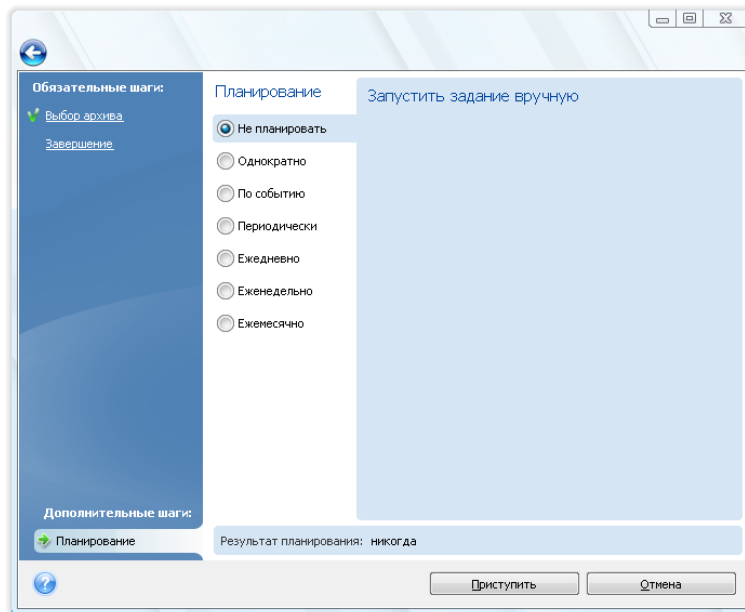 Обязательные шаги:
Выбор архива
Завершение
Дополнительные шаги:
Планирование
Планирование
Не планировать
Однократно
По событию
Периодически
Ежедневно
Еженедельно
Ежемесячно
Запустить задание вручную
Результат планирования: никогда
Приступить
Отмена